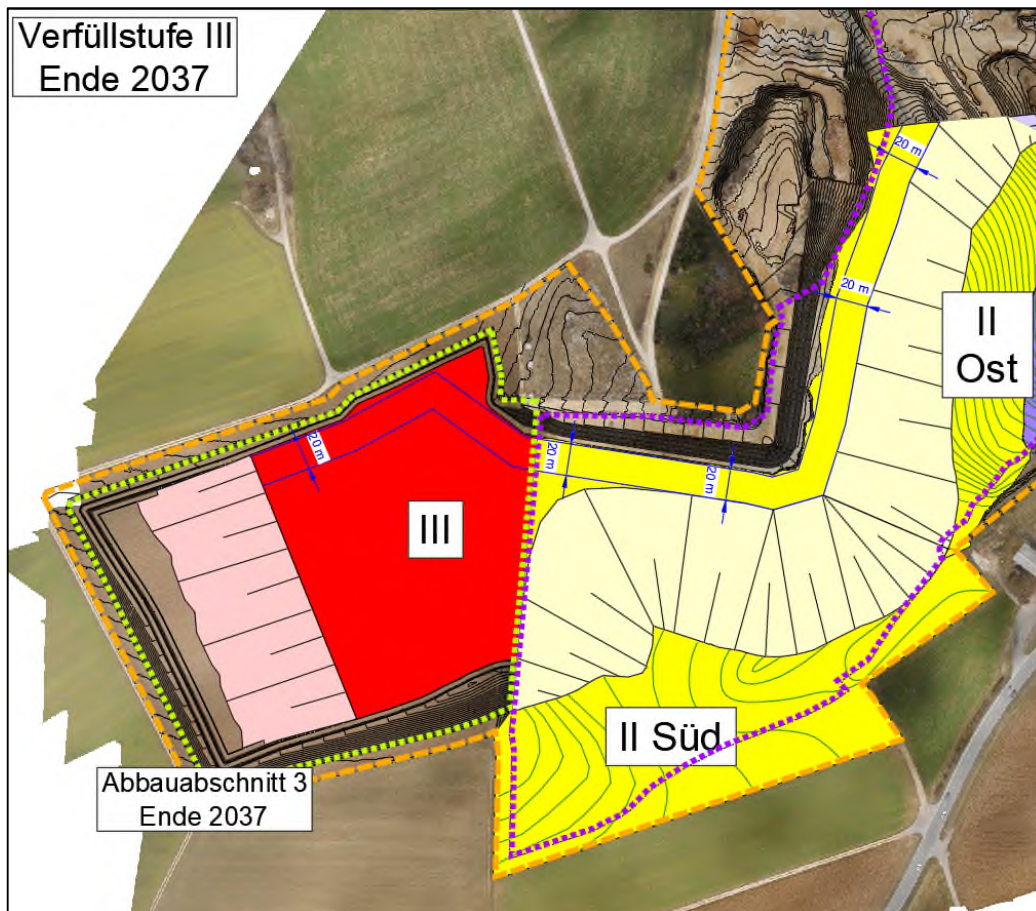 Verfüllstufe III
Ende 2037
20 m
20 m
II
Ost
20 m
20 m
20 m
III
II Süd
Abbauabschnitt 3
Ende 2037